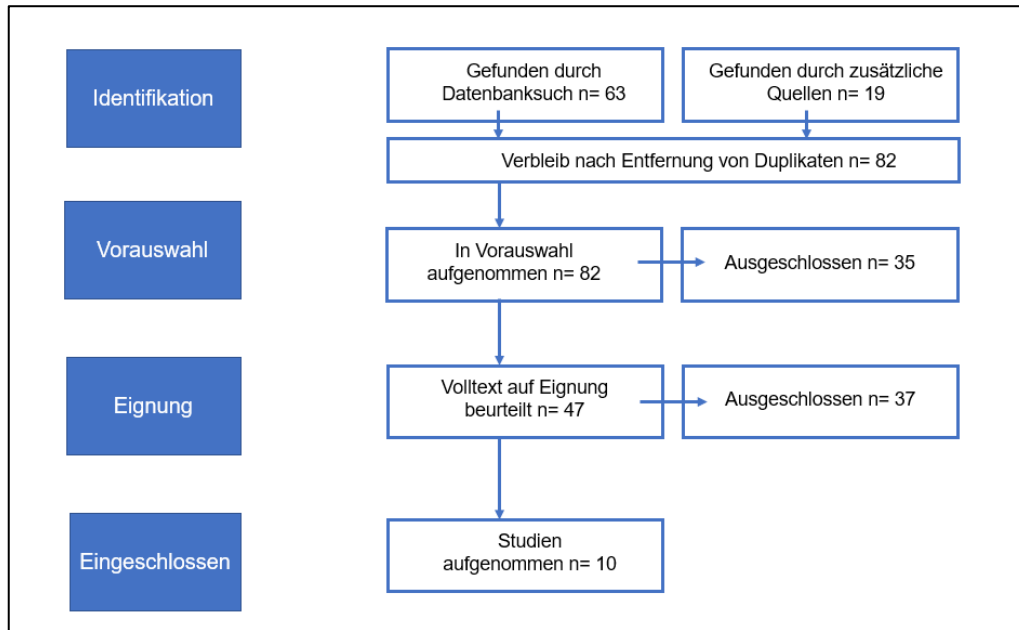 Identifikation
Gefunden durch
Datenbanksuch n= 63
Gefunden durch zusätzliche
Quellen n= 19
Verbleib nach Entfernung von Duplikaten n= 82
Vorauswahl
In Vorauswahl
aufgenommen n= 82
Ausgeschlossen n= 35
Eignung
Volltext auf Eignung
beurteilt n= 47
Ausgeschlossen n= 37
Eingeschlossen
Studien
aufgenommen n= 10